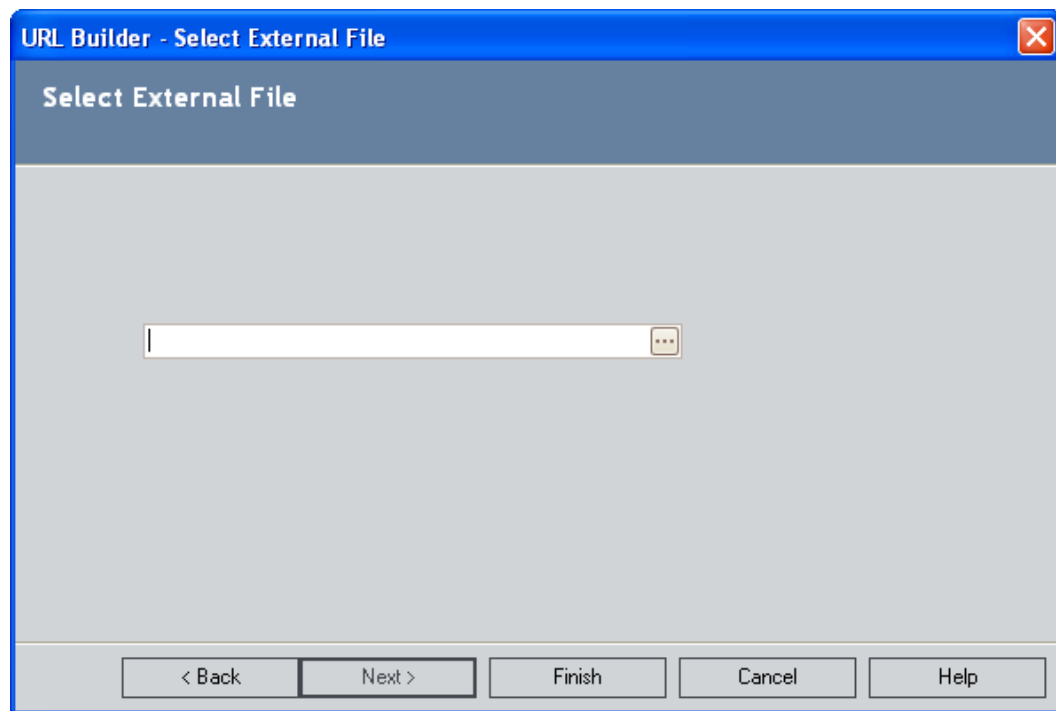 URL Builder - Select External File
Select External File
...
< Back Next > Finish Cancel Help